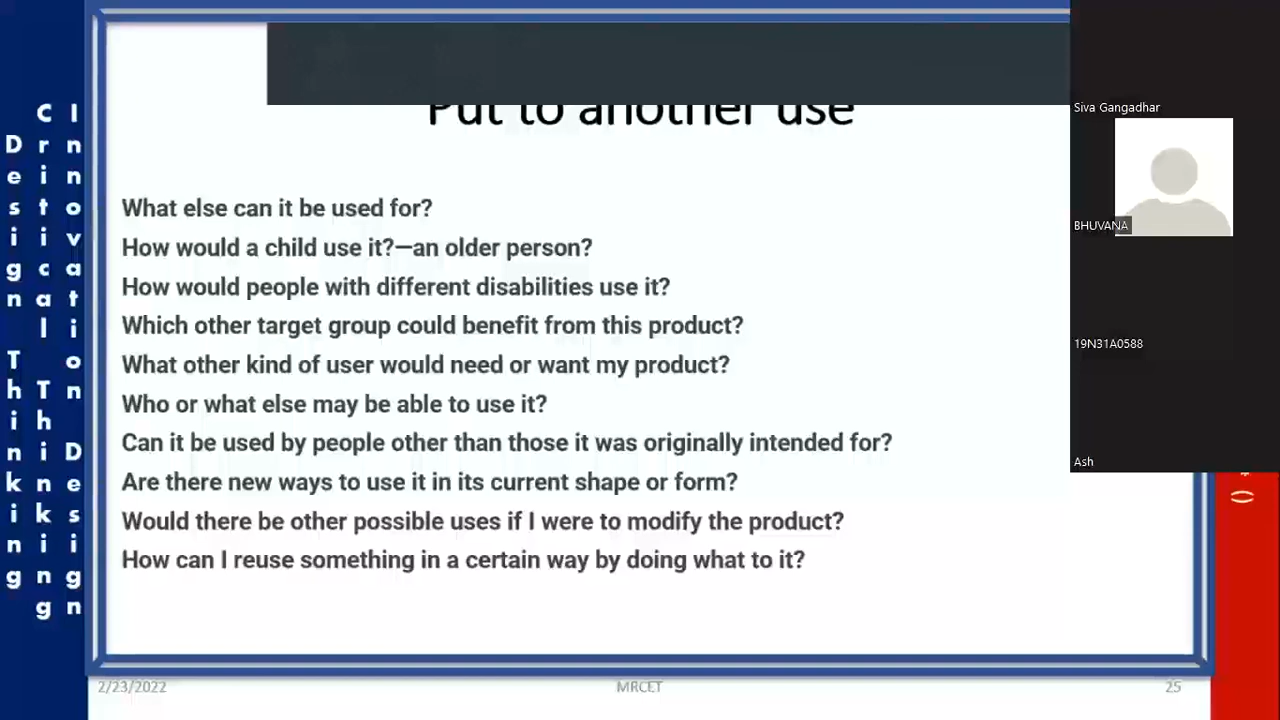 Design Thinking
Critical Thinking
Innovation Design
Put to another use
What else can it be used for?
How would a child use it?—an older person?
How would people with different disabilities use it?
Which other target group could benefit from this product?
What other kind of user would need or want my product?
Who or what else may be able to use it?
Can it be used by people other than those it was originally intended for?
Are there new ways to use it in its current shape or form?
Would there be other possible uses if I were to modify the product?
How can I reuse something in a certain way by doing what to it?
2/23/2022
MRCET
25
Siva Gangadhar
BHUVANA
19N31A0588
Ash